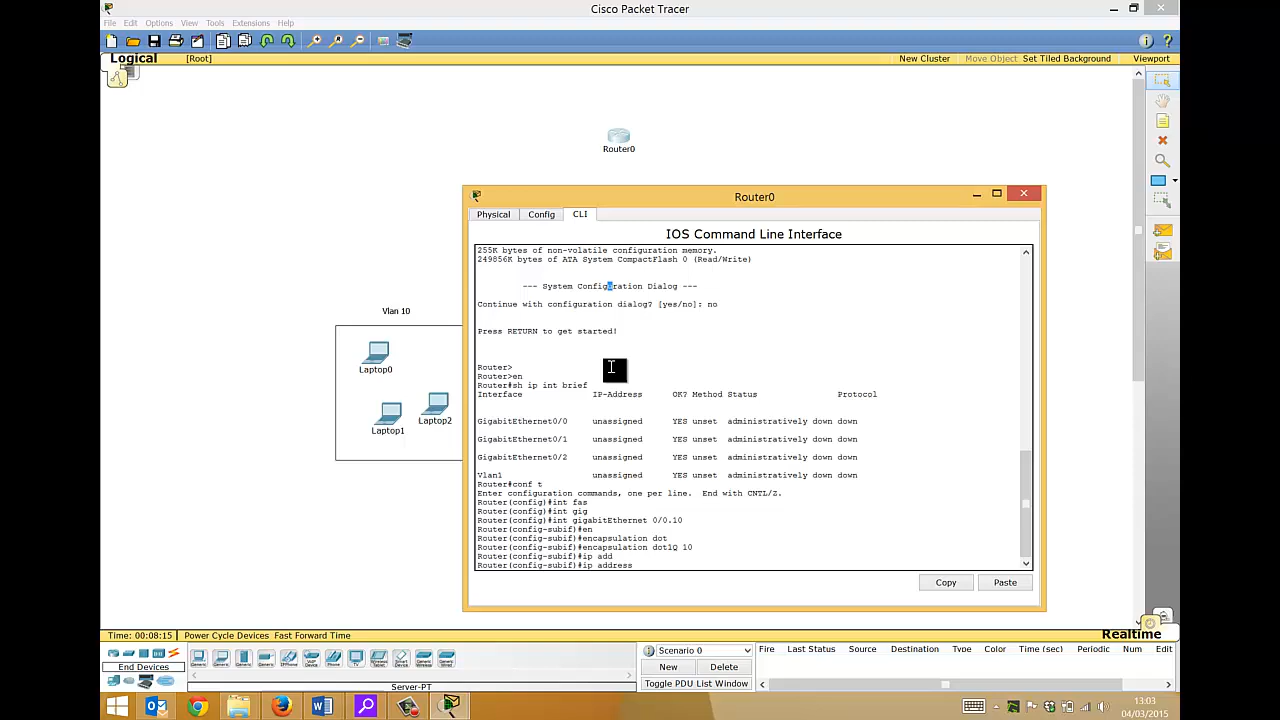 Cisco Packet Tracer
File Edit Options View Tools Extensions Help
Logical [Root] New Cluster Move Object Set Tiled Background Viewport
Router0
Router0
Physical Config CLI
IOS Command Line Interface
255K bytes of non-volatile configuration memory.
249856K bytes of ATA System CompactFlash 0 (Read/Write)
--- System Configuration Dialog ---
Continue with configuration dialog? [yes/no]: no
Press RETURN to get started!
Router>
Router>en
Router#sh ip int brief
Interface IP-Address OK? Method Status Protocol
GigabitEthernet0/0 unassigned YES unset administratively down down
GigabitEthernet0/1 unassigned YES unset administratively down down
GigabitEthernet0/2 unassigned YES unset administratively down down
Vlan1 unassigned YES unset administratively down down
Router#conf t
Enter configuration commands, one per line. End with CNTL/Z.
Router(config)#int fas
Router(config)#int gig
Router(config)#int gigabitEthernet 0/0.10
Router(config-subif)#en
Router(config-subif)#encapsulation dot
Router(config-subif)#encapsulation dot1Q 10
Router(config-subif)#ip add
Router(config-subif)#ip address
Copy Paste
Vlan 10
Laptop0
Laptop1
Laptop2
Time: 00:08:15 Power Cycle Devices Fast Forward Time Realtime
End Devices
Server-PT
Scenario 0
New Delete
Toggle PDU List Window
Fire Last Status Source Destination Type Color Time (sec) Periodic Num Edit
13:03
04/03/2015